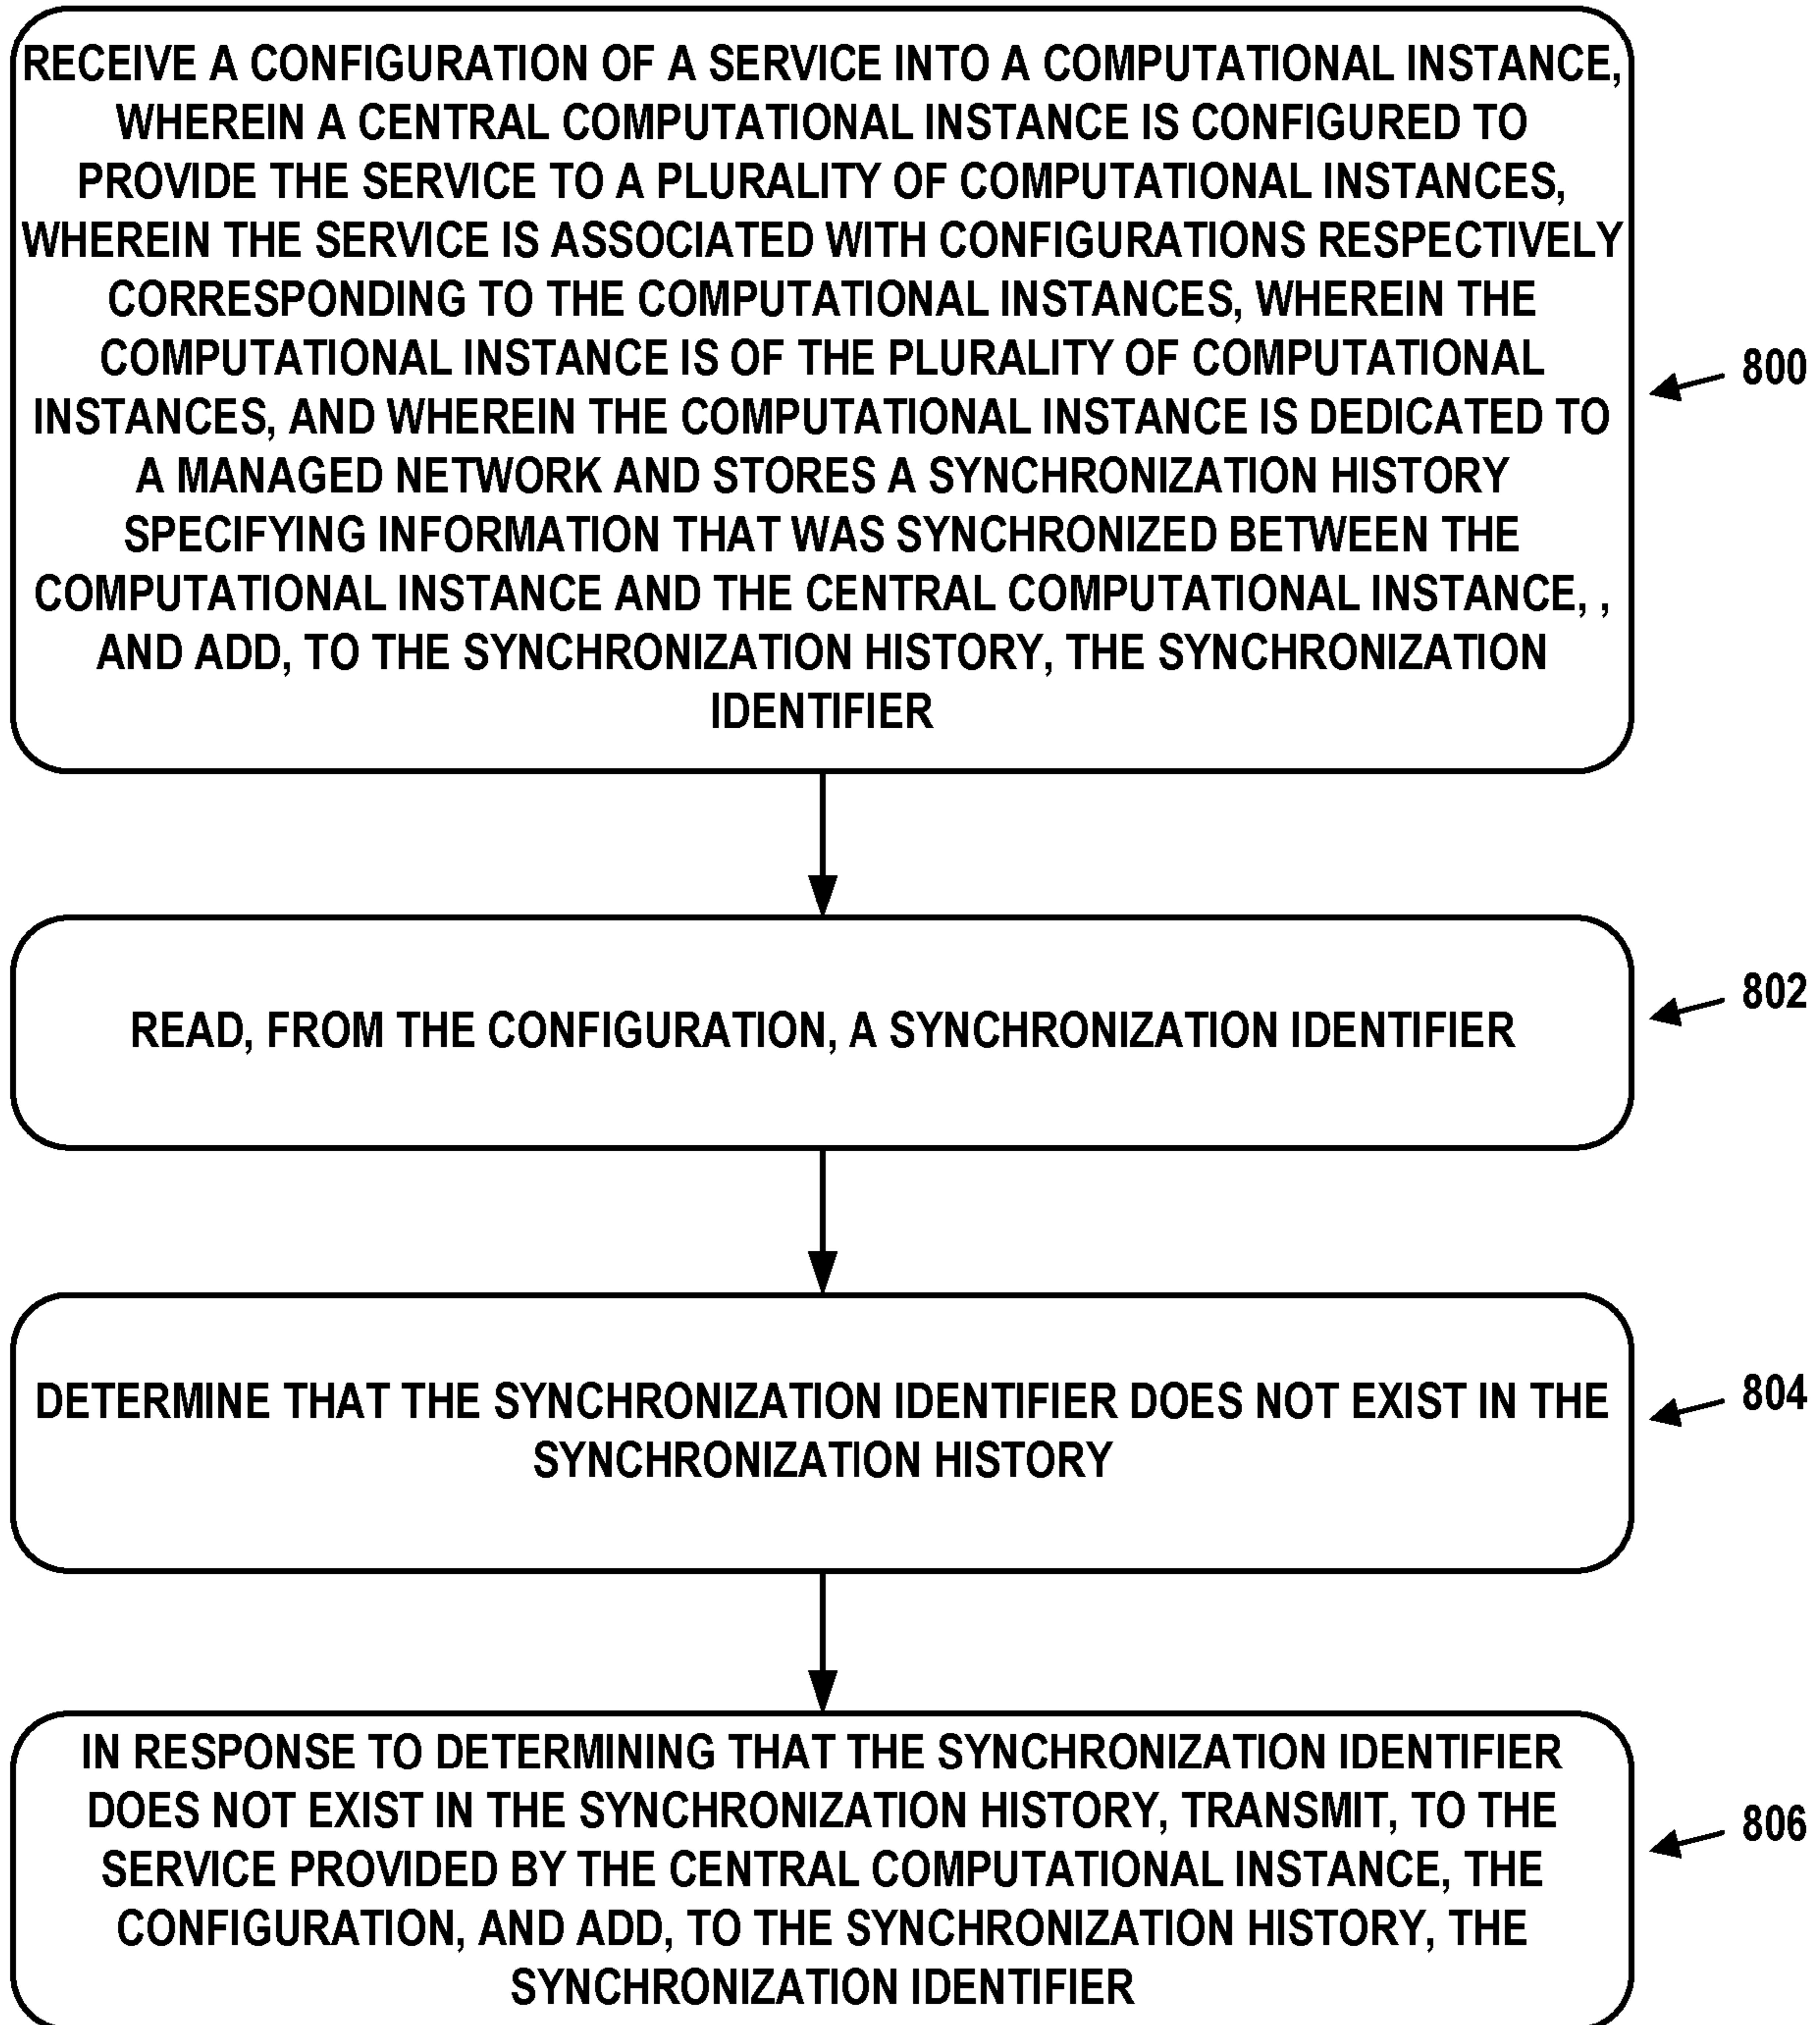 RECEIVE A CONFIGURATION OF A SERVICE INTO A COMPUTATIONAL INSTANCE,
WHEREIN A CENTRAL COMPUTATIONAL INSTANCE IS CONFIGURED TO
PROVIDE THE SERVICE TO A PLURALITY OF COMPUTATIONAL INSTANCES,
WHEREIN THE SERVICE IS ASSOCIATED WITH CONFIGURATIONS RESPECTIVELY
CORRESPONDING TO THE COMPUTATIONAL INSTANCES, WHEREIN THE
COMPUTATIONAL INSTANCE IS OF THE PLURALITY OF COMPUTATIONAL
INSTANCES, AND WHEREIN THE COMPUTATIONAL INSTANCE IS DEDICATED TO
A MANAGED NETWORK AND STORES A SYNCHRONIZATION HISTORY
SPECIFYING INFORMATION THAT WAS SYNCHRONIZED BETWEEN THE
COMPUTATIONAL INSTANCE AND THE CENTRAL COMPUTATIONAL INSTANCE, ,
AND ADD, TO THE SYNCHRONIZATION HISTORY, THE SYNCHRONIZATION
IDENTIFIER
800
READ, FROM THE CONFIGURATION, A SYNCHRONIZATION IDENTIFIER
802
DETERMINE THAT THE SYNCHRONIZATION IDENTIFIER DOES NOT EXIST IN THE
SYNCHRONIZATION HISTORY
804
IN RESPONSE TO DETERMINING THAT THE SYNCHRONIZATION IDENTIFIER
DOES NOT EXIST IN THE SYNCHRONIZATION HISTORY, TRANSMIT, TO THE
SERVICE PROVIDED BY THE CENTRAL COMPUTATIONAL INSTANCE, THE
CONFIGURATION, AND ADD, TO THE SYNCHRONIZATION HISTORY, THE
SYNCHRONIZATION IDENTIFIER
806